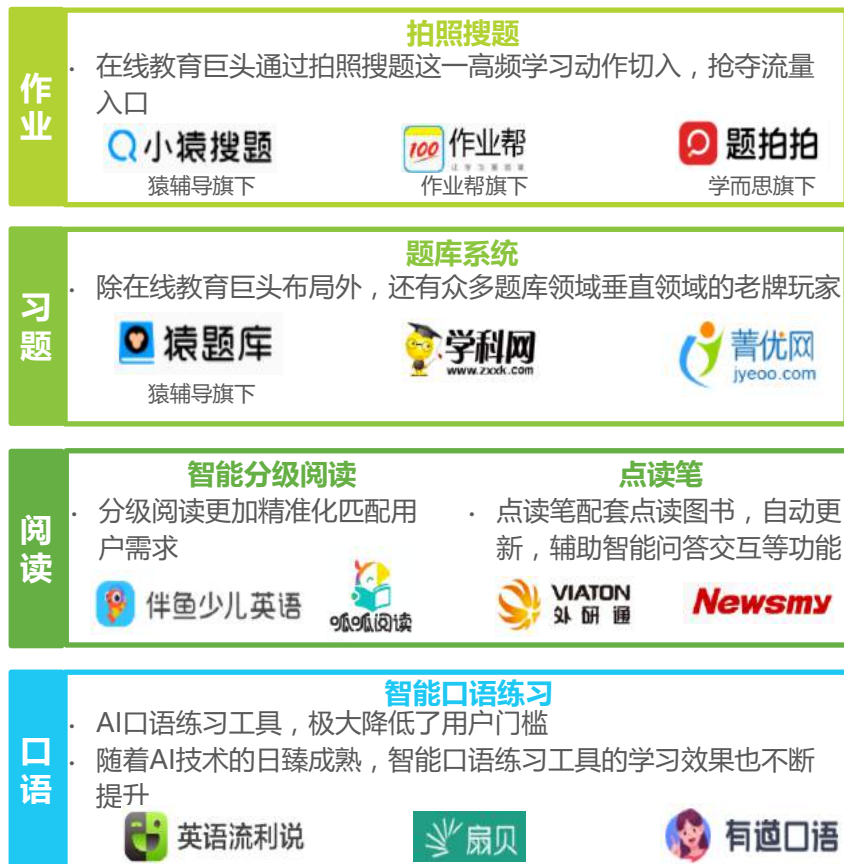 作业
拍照搜题
· 在线教育巨头通过拍照搜题这一高频学习动作切入，抢夺流量
入口
小猿搜题
100 作业帮
题拍拍
猿辅导旗下
作业帮旗下
学而思旗下
习题
题库系统
· 除在线教育巨头布局外，还有众多题库领域垂直领域的老牌玩家
猿题库
学科网
www.zxxk.com
菁优网
jyeoo.com
猿辅导旗下
阅读
智能分级阅读
· 分级阅读更加精准化匹配用
户需求
伴鱼少儿英语
呱呱阅读
点读笔
· 点读笔配套点读图书，自动更
新，辅助智能问答交互等功能
VIATON
外研通
Newsmy
口语
智能口语练习
· AI口语练习工具，极大降低了用户门槛
· 随着AI技术的日臻成熟，智能口语练习工具的学习效果也不断
提升
英语流利说
扇贝
有道口语